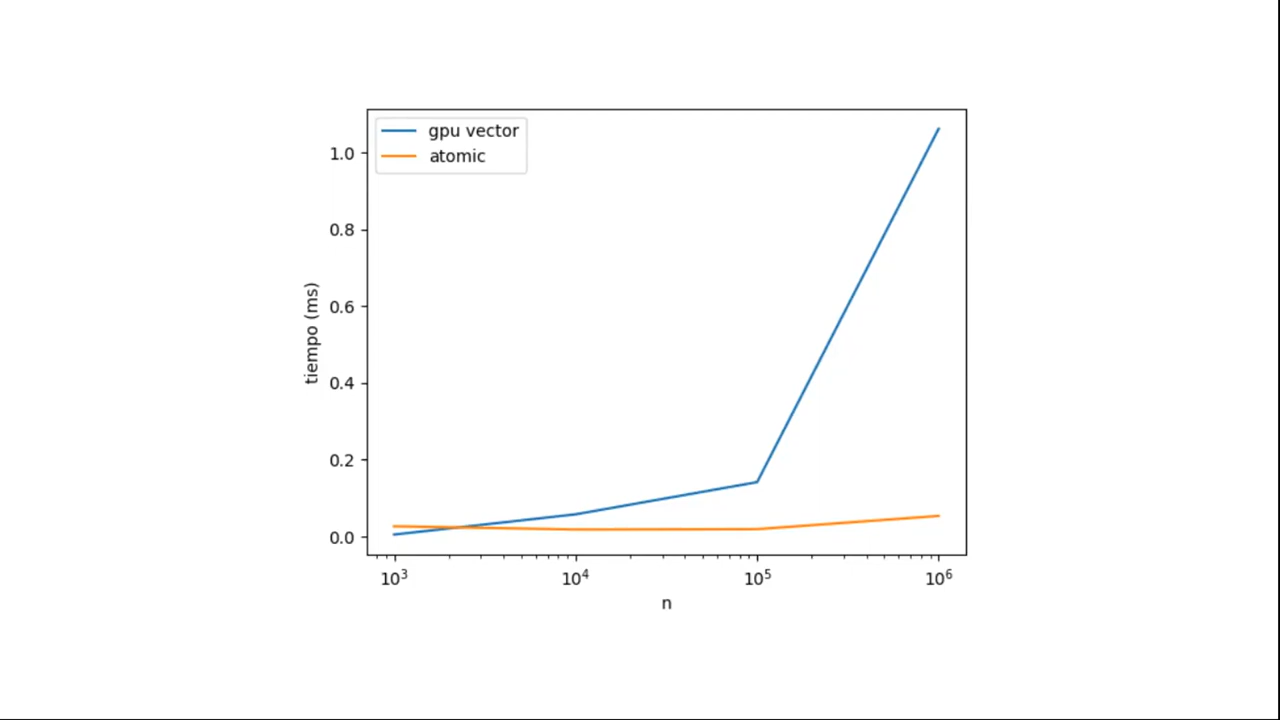 gpu vector
atomic
1.0
0.8
0.6
0.4
0.2
0.0
tiempo (ms)
10³ 10⁴ 10⁵ 10⁶
n